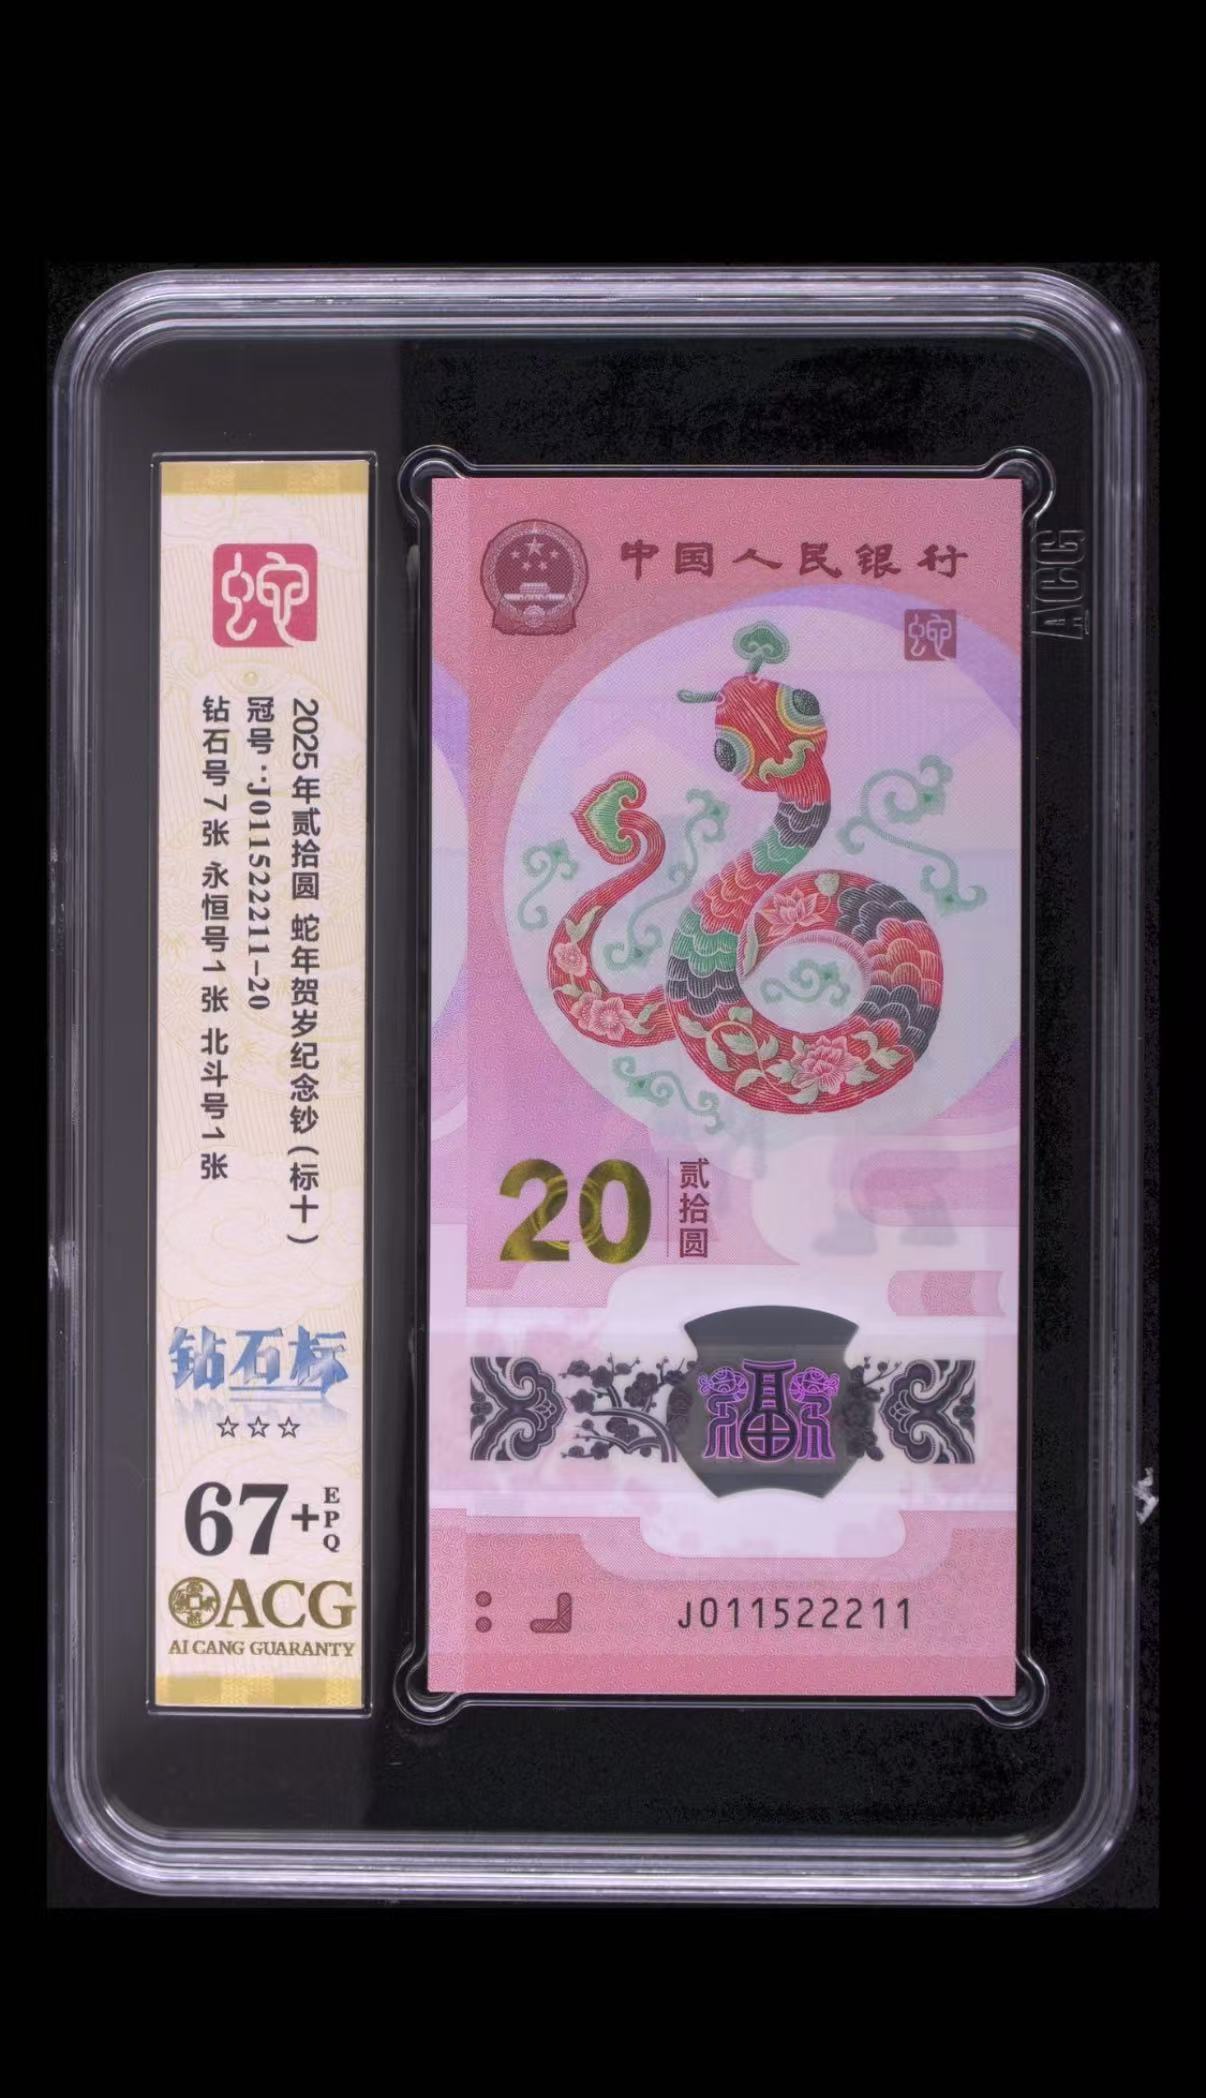 蛇
2025年贰拾圆 蛇年贺岁纪念钞(标十)
冠号:J011522211-20
钻石号7张 永恒号1张 北斗号1张
钻石标
☆☆☆
67+EPQ
ACG
AI CANG GUARANTY
中国人民银行
蛇
20
贰拾圆
福
J011522211
ACG